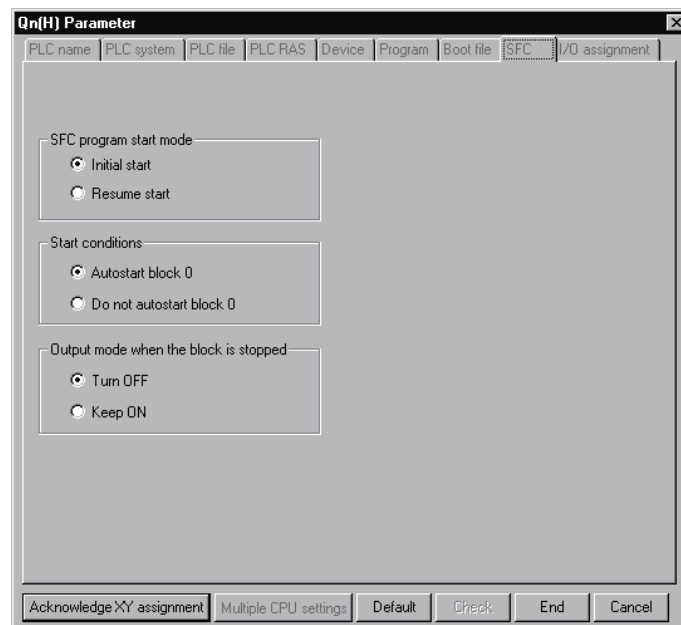 Qn(H) Parameter
PLC name PLC system PLC file PLC RAS Device Program Boot file SFC I/O assignment
SFC program start mode
Initial start
Resume start
Start conditions
Autostart block 0
Do not autostart block 0
Output mode when the block is stopped
Turn OFF
Keep ON
Acknowledge XY assignment Multiple CPU settings Default Check End Cancel